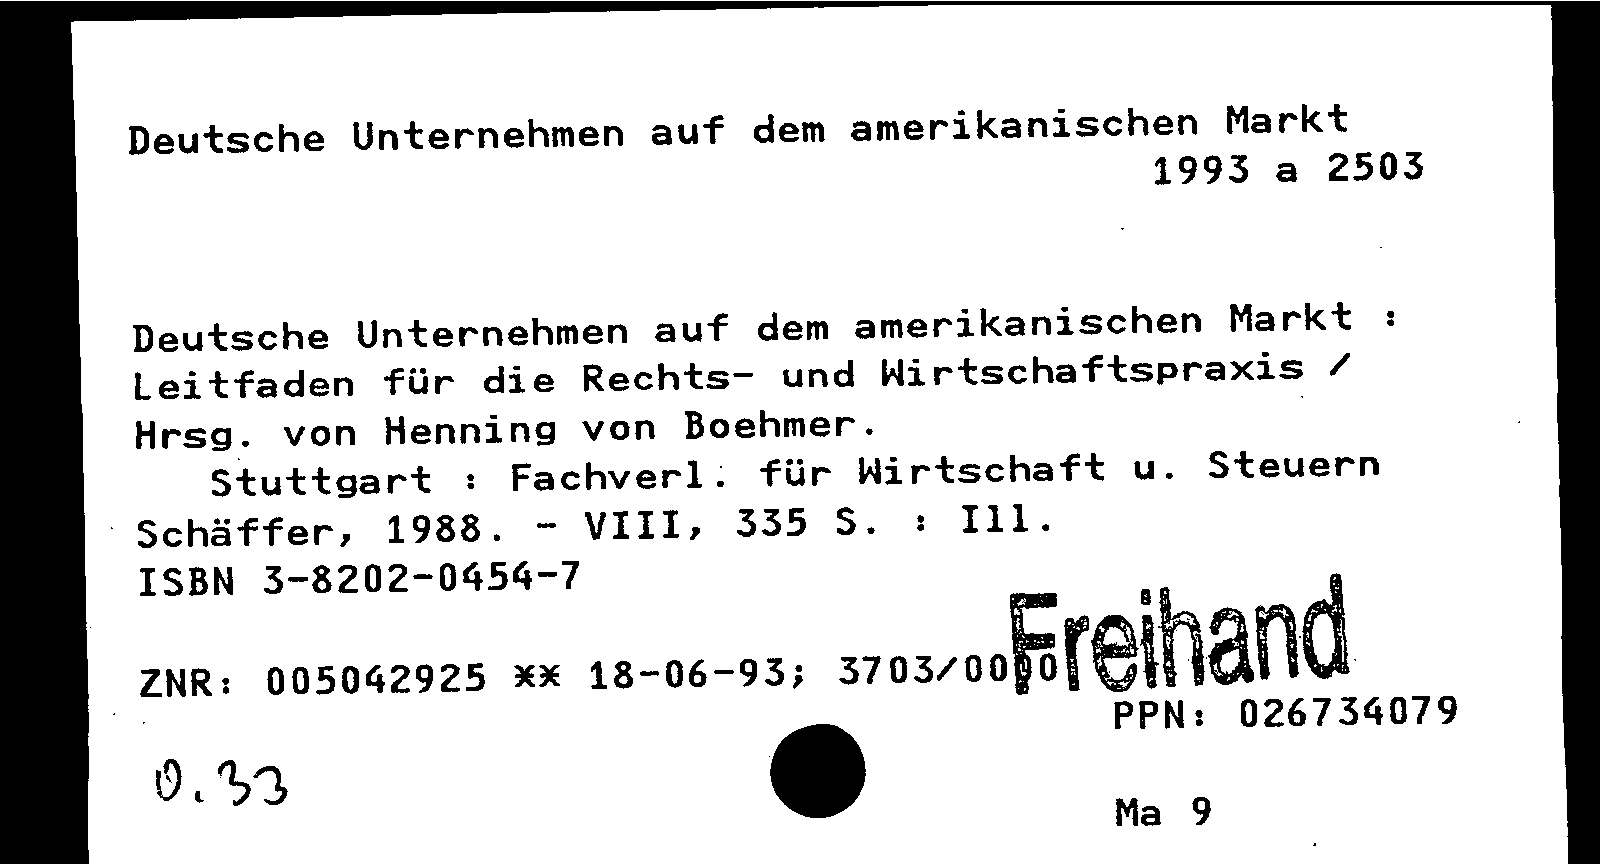 Deutsche Unternehmen auf dem amerikanischen Markt
1993 a 2503
Deutsche Unternehmen auf dem amerikanischen Markt :
Leitfaden für die Rechts- und Wirtschaftspraxis /
Hrsg. von Henning von Boehmer.
Stuttgart : Fachverl. für Wirtschaft u. Steuern
Schäffer, 1988. - VIII, 335 S. : Ill.
ISBN 3-8202-0454-7
Freihand
ZNR: 005042925 ** 18-06-93; 3703/0000
PPN: 026734079
0.33
Ma 9